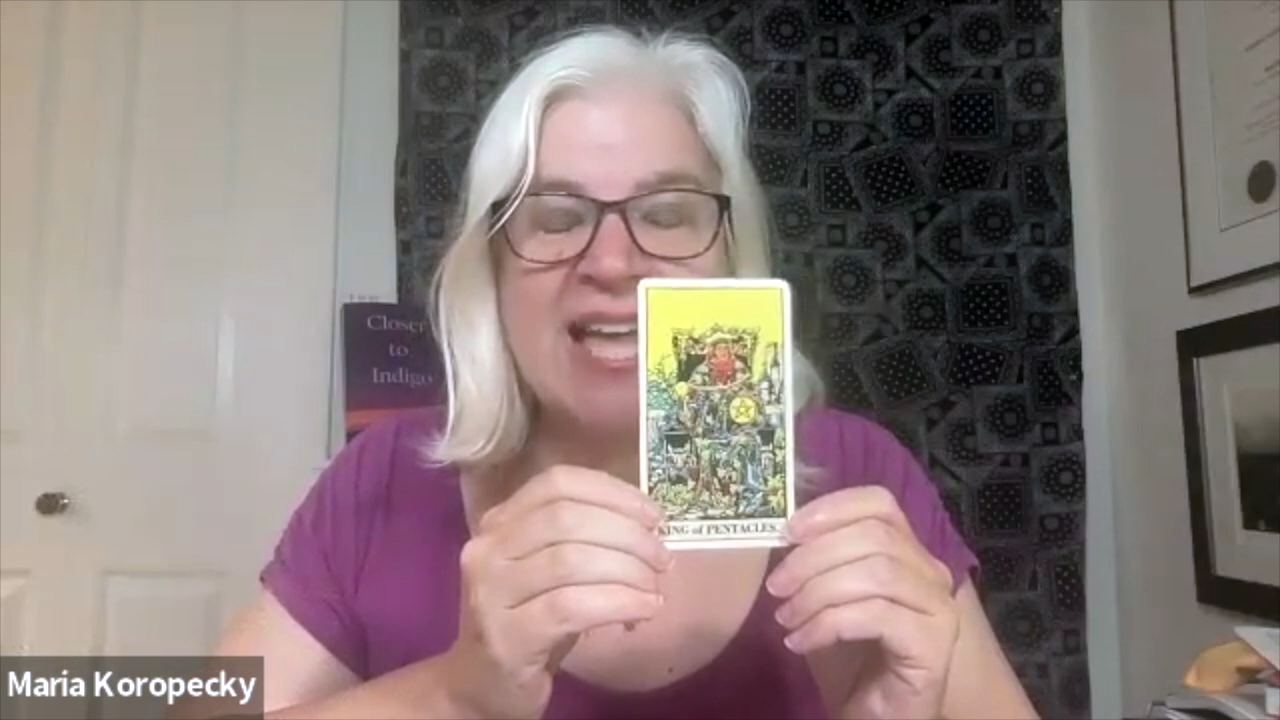 Closer
to
Indigo
KING of PENTACLES.
Maria Koropecky